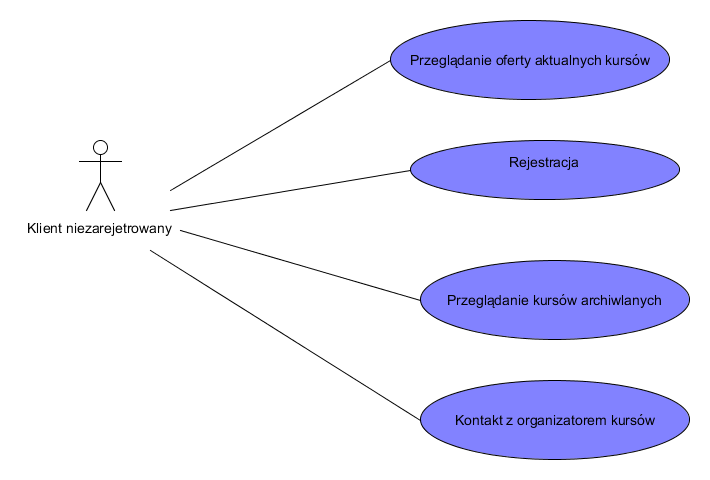 Przeglądanie oferty aktualnych kursów
Rejestracja
Klient niezarejetrowany
Przeglądanie kursów archiwlanych
Kontakt z organizatorem kursów